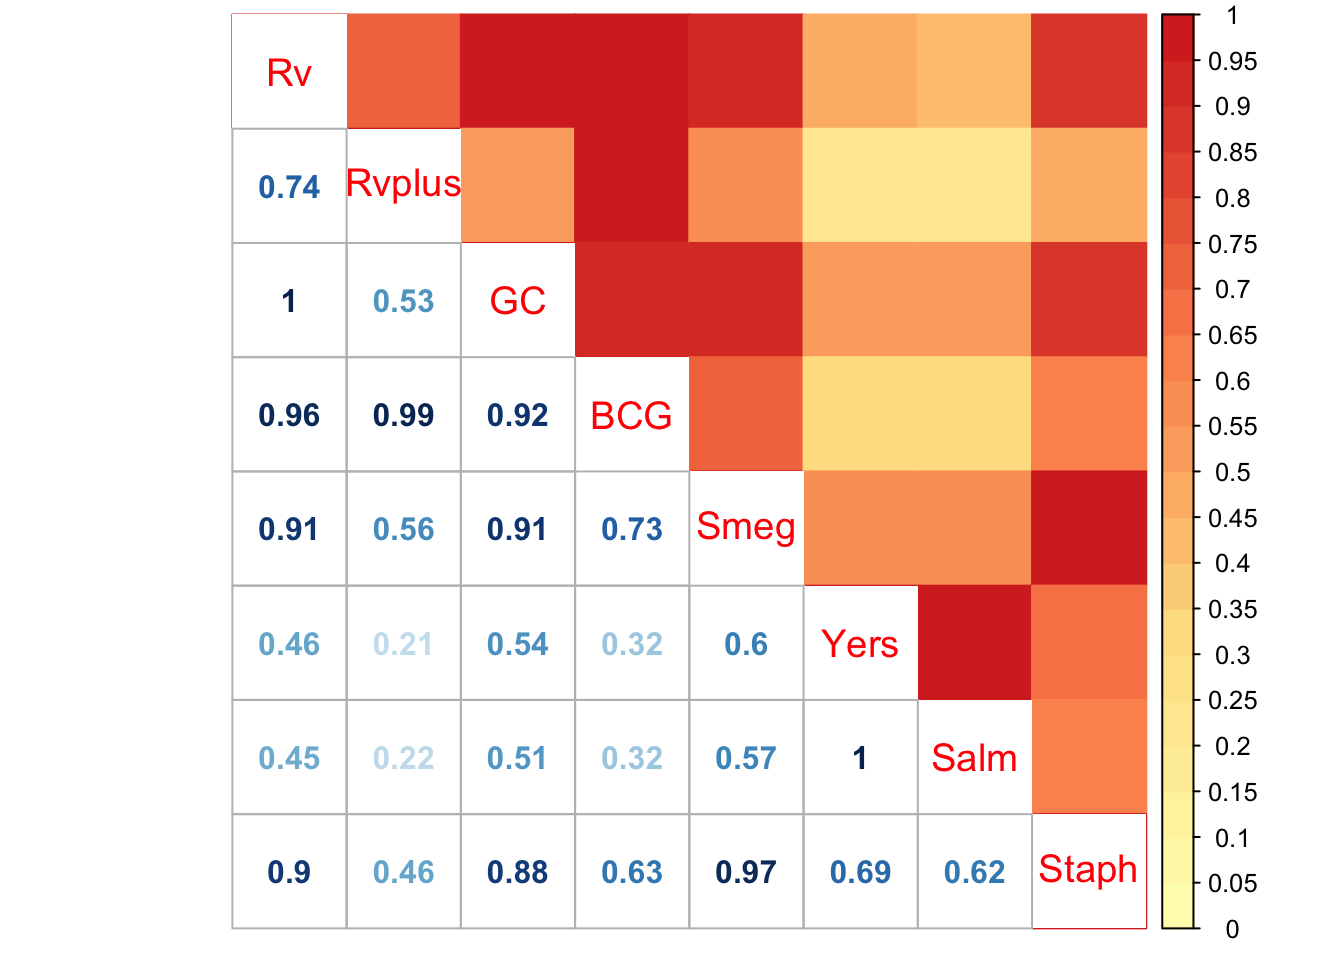 Rv
0.74 Rvplus
1 0.53 GC
0.96 0.99 0.92 BCG
0.91 0.56 0.91 0.73 Smeg
0.46 0.21 0.54 0.32 0.6 Yers
0.45 0.22 0.51 0.32 0.57 1 Salm
0.9 0.46 0.88 0.63 0.97 0.69 0.62 Staph
1
0.95
0.9
0.85
0.8
0.75
0.7
0.65
0.6
0.55
0.5
0.45
0.4
0.35
0.3
0.25
0.2
0.15
0.1
0.05
0